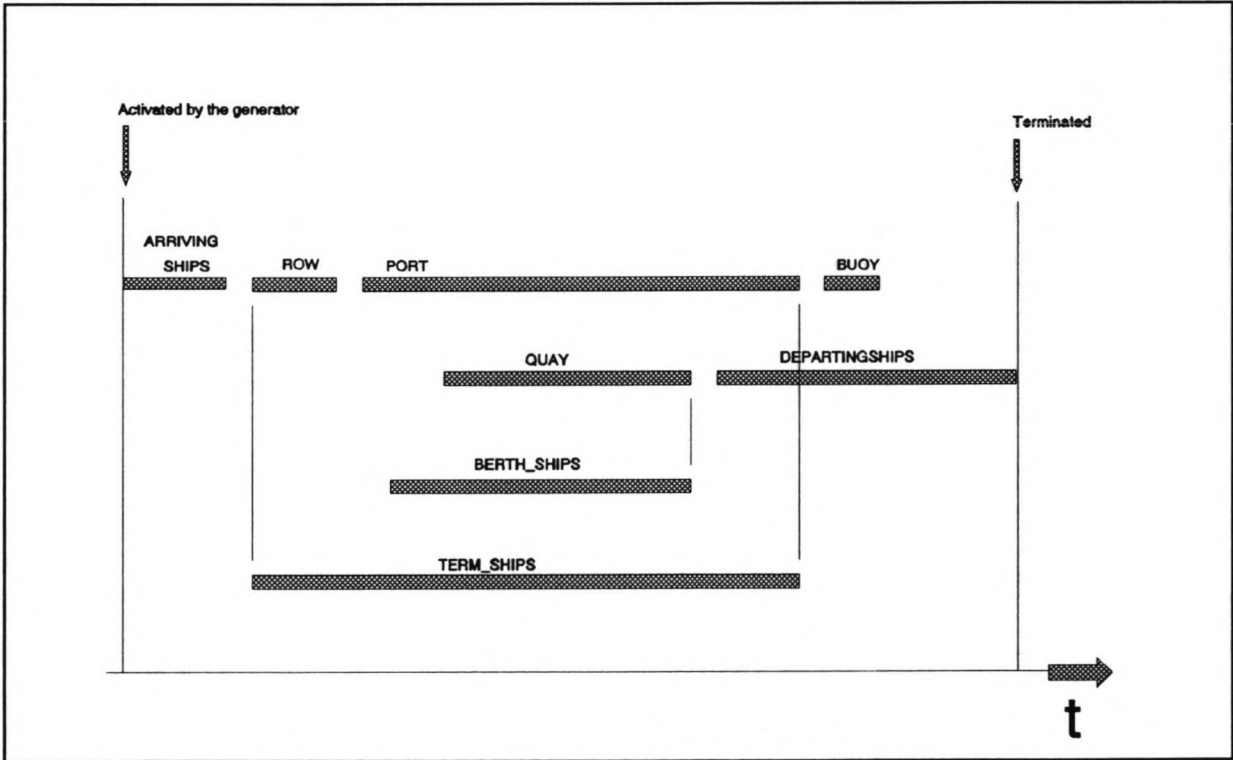 Activated by the generator
Terminated
ARRIVING
SHIPS
ROW
PORT
BUOY
QUAY
DEPARTINGSHIPS
BERTH_SHIPS
TERM_SHIPS
t